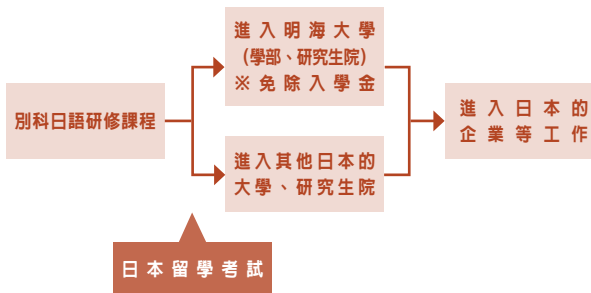 別科日語研修課程
進入明海大學
（學部、研究生院）
※免除入學金
進入其他日本的
大學、研究生院
進入日本的
企業等工作
日本留學考試